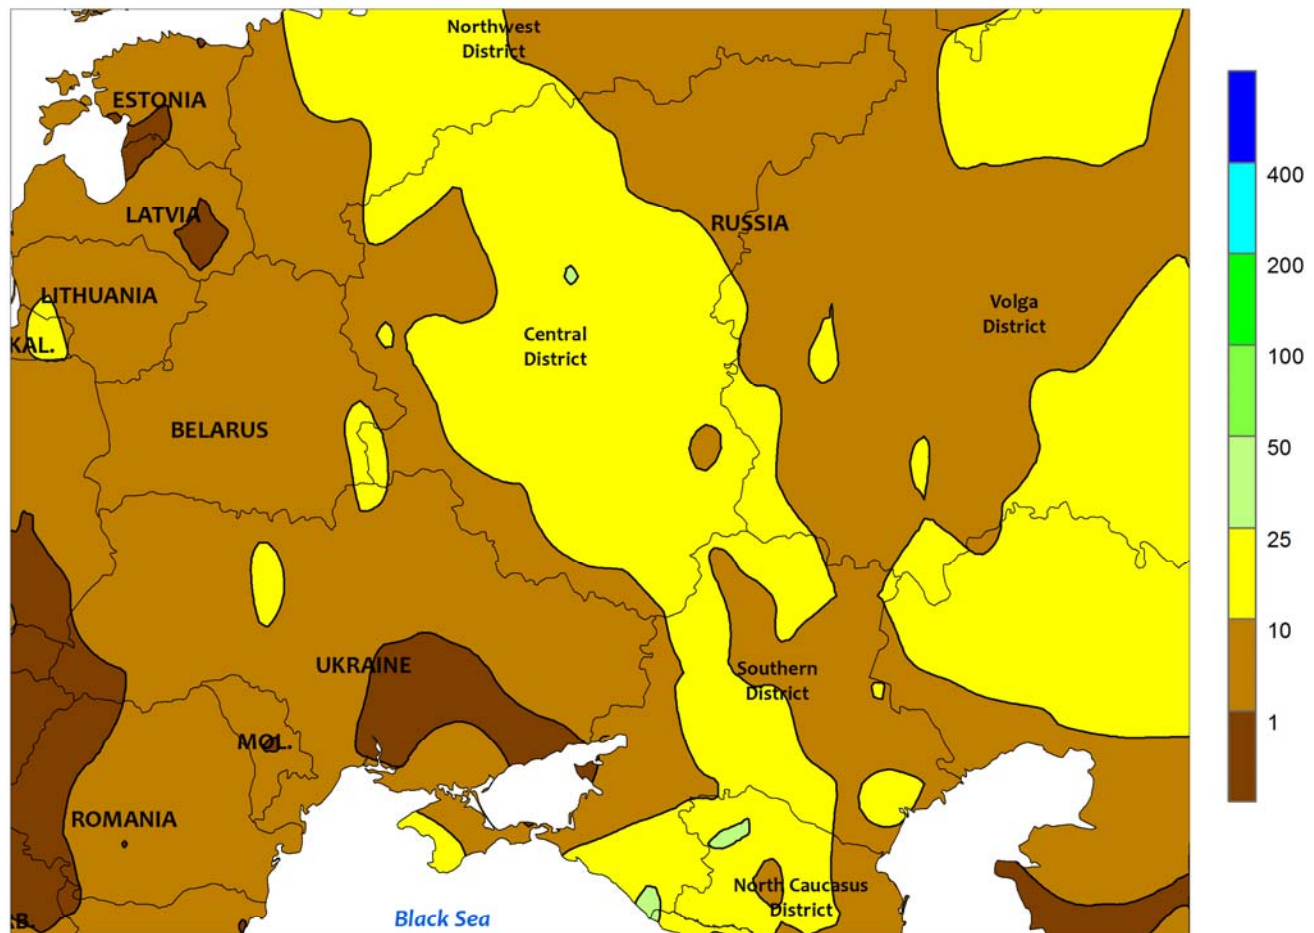 Northwest
District
ESTONIA
400
LATVIA
RUSSIA
200
LITHUANIA
Volga
District
KAL.
Central
District
100
BELARUS
50
25
10
UKRAINE
Southern
District
1
MOL.
ROMANIA
North Caucasus
District
B.
Black Sea